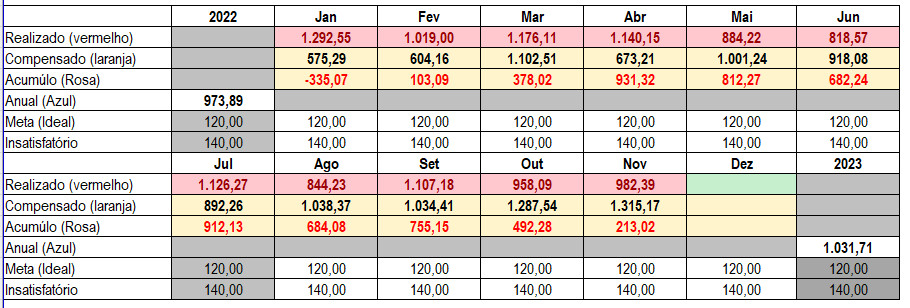 2022 Jan Fev Mar Abr Mai Jun
Realizado (vermelho) 1.292,55 1.019,00 1.176,11 1.140,15 884,22 818,57
Compensado (laranja) 575,29 604,16 1.102,51 673,21 1.001,24 918,08
Acumúlo (Rosa) -335,07 103,09 378,02 931,32 812,27 682,24
Anual (Azul) 973,89
Meta (Ideal) 120,00 120,00 120,00 120,00 120,00 120,00 120,00
Insatisfatório 140,00 140,00 140,00 140,00 140,00 140,00 140,00
Jul Ago Set Out Nov Dez 2023
Realizado (vermelho) 1.126,27 844,23 1.107,18 958,09 982,39
Compensado (laranja) 892,26 1.038,37 1.034,41 1.287,54 1.315,17
Acumúlo (Rosa) 912,13 684,08 755,15 492,28 213,02
Anual (Azul) 1.031,71
Meta (Ideal) 120,00 120,00 120,00 120,00 120,00 120,00 120,00
Insatisfatório 140,00 140,00 140,00 140,00 140,00 140,00 140,00